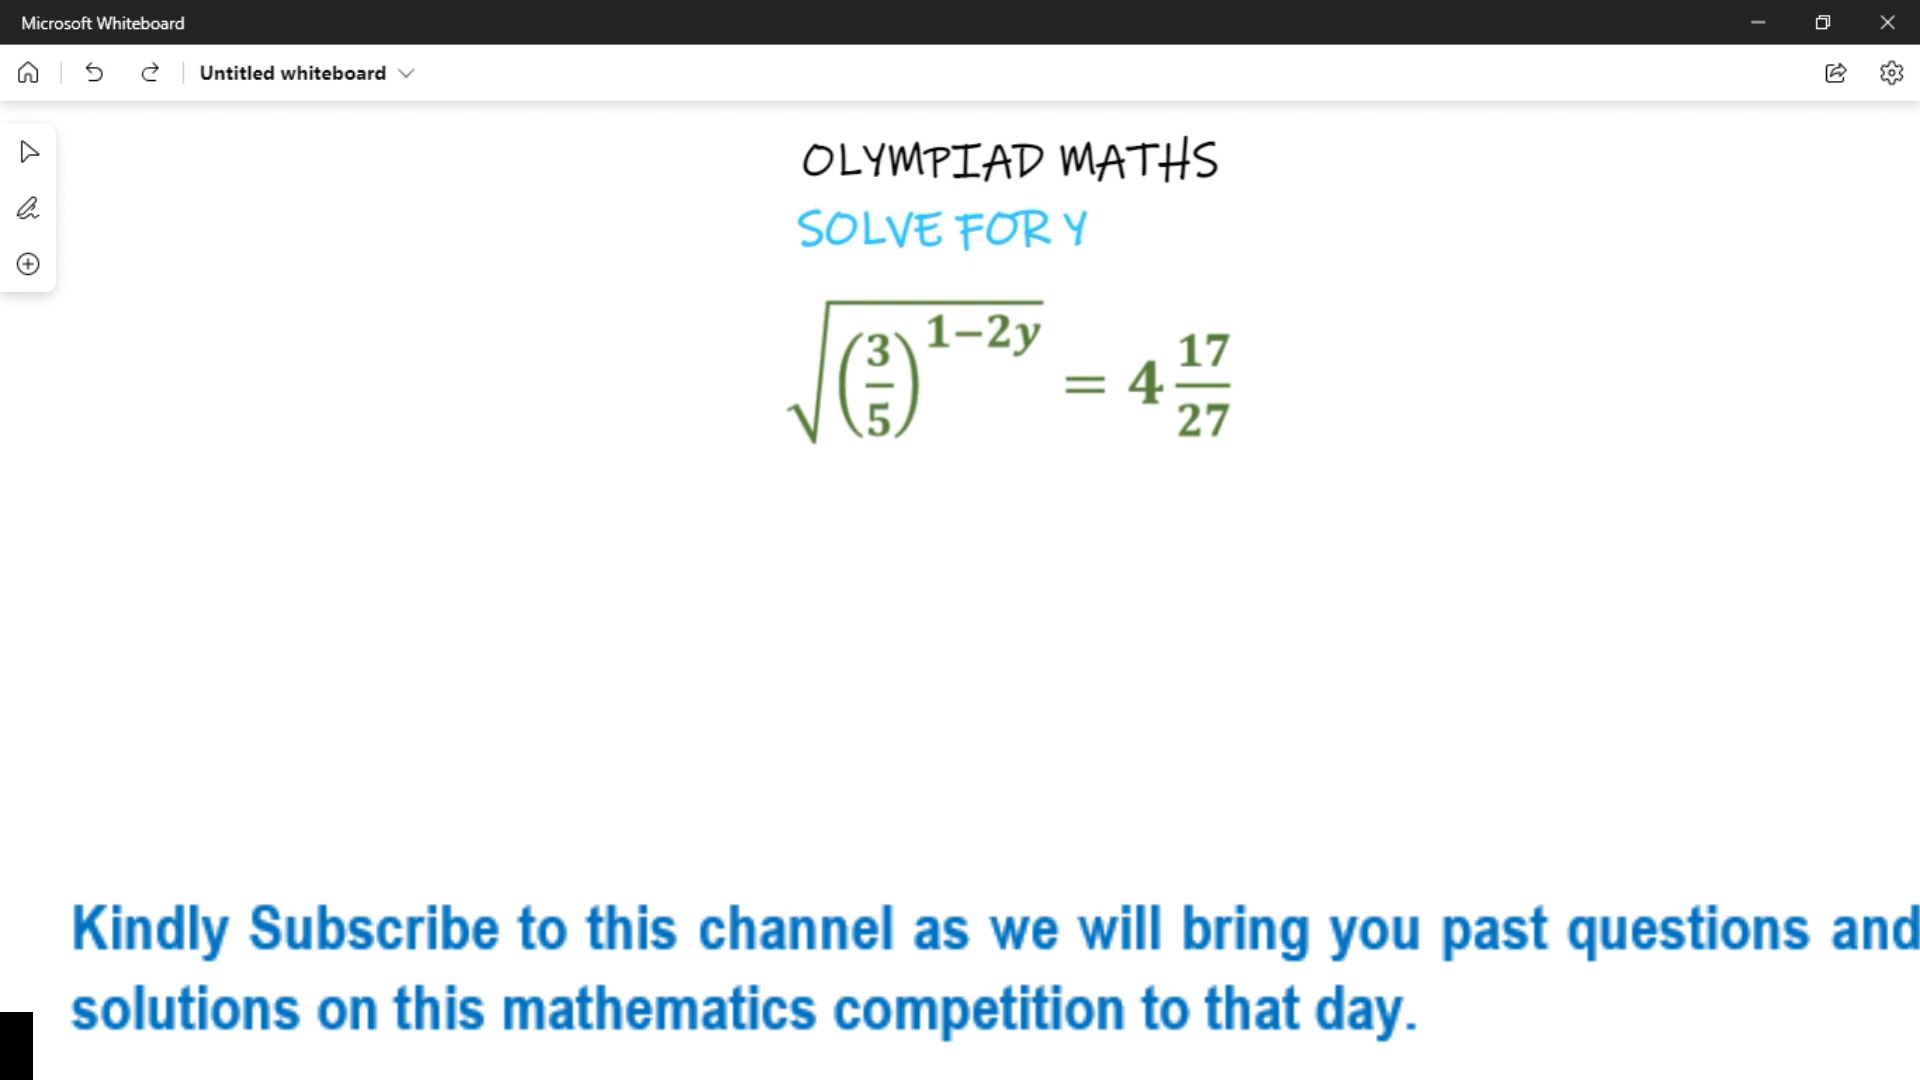 Microsoft Whiteboard
Untitled whiteboard
OLYMPIAD MATHS
SOLVE FOR Y
√(3/5)^1−2y = 4 17/27
Kindly Subscribe to this channel as we will bring you past questions and
solutions on this mathematics competition to that day.